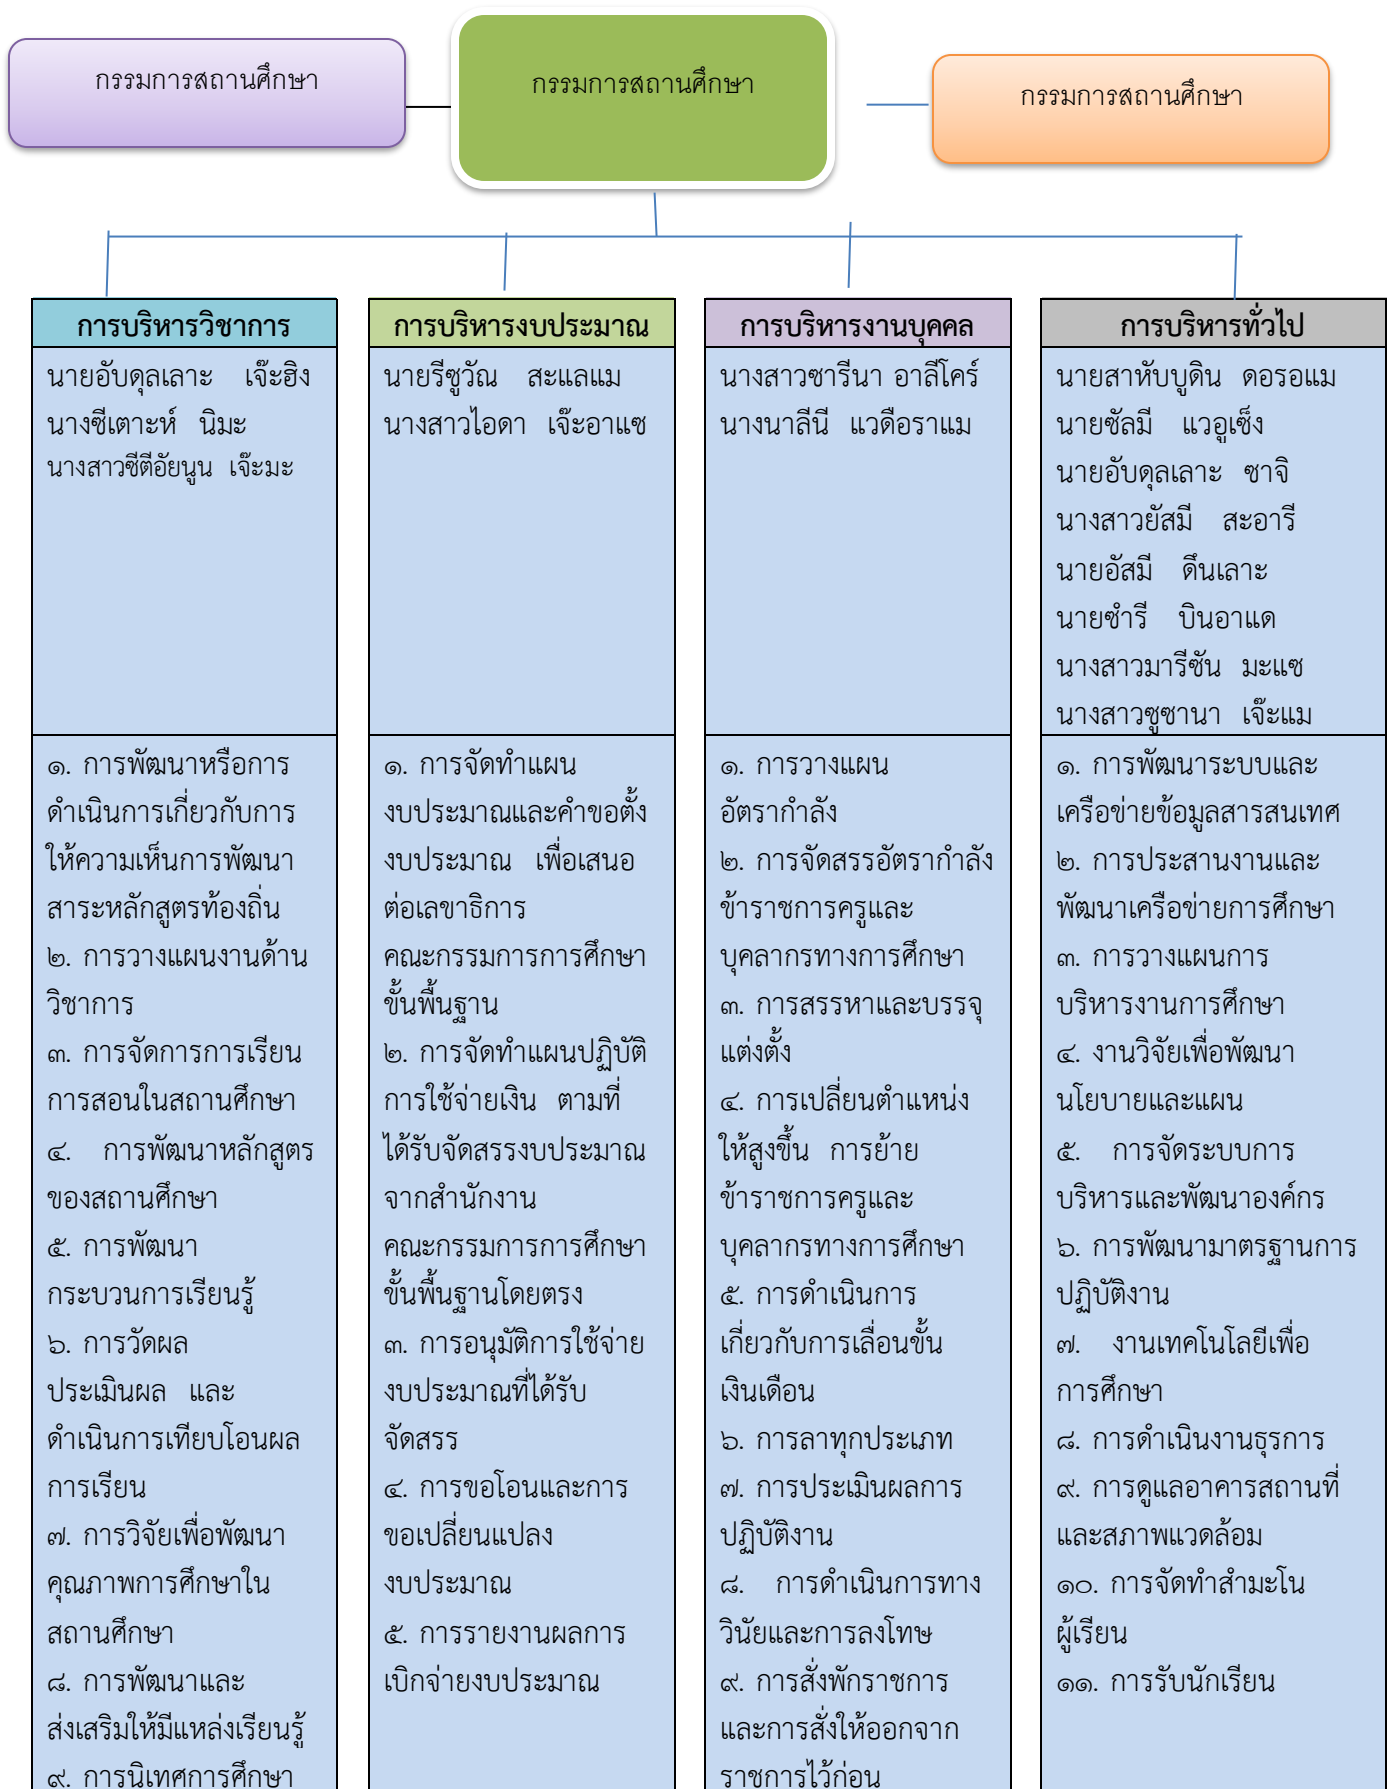 กรรมการสถานศึกษา
กรรมการสถานศึกษา
กรรมการสถานศึกษา
การบริหารวิชาการ
นายอับดุลเลาะ เจ๊ะฮิง
นางซีเตาะห์ นิมะ
นางสาวซีตีอัยนูน เจ๊ะมะ
๑. การพัฒนาหรือการ
ดำเนินการเกี่ยวกับการ
ให้ความเห็นการพัฒนา
สาระหลักสูตรท้องถิ่น
๒. การวางแผนงานด้าน
วิชาการ
๓. การจัดการการเรียน
การสอนในสถานศึกษา
๔. การพัฒนาหลักสูตร
ของสถานศึกษา
๕. การพัฒนา
กระบวนการเรียนรู้
๖. การวัดผล
ประเมินผล และ
ดำเนินการเทียบโอนผล
การเรียน
๗. การวิจัยเพื่อพัฒนา
คุณภาพการศึกษาใน
สถานศึกษา
๘. การพัฒนาและ
ส่งเสริมให้มีแหล่งเรียนรู้
๙. การนิเทศการศึกษา
การบริหารงบประมาณ
นายรีซูวัณ สะแลแม
นางสาวไอดา เจ๊ะอาแซ
๑. การจัดทำแผน
งบประมาณและคำขอตั้ง
งบประมาณ เพื่อเสนอ
ต่อเลขาธิการ
คณะกรรมการการศึกษา
ขั้นพื้นฐาน
๒. การจัดทำแผนปฏิบัติ
การใช้จ่ายเงิน ตามที่
ได้รับจัดสรรงบประมาณ
จากสำนักงาน
คณะกรรมการการศึกษา
ขั้นพื้นฐานโดยตรง
๓. การอนุมัติการใช้จ่าย
งบประมาณที่ได้รับ
จัดสรร
๔. การขอโอนและการ
ขอเปลี่ยนแปลง
งบประมาณ
๕. การรายงานผลการ
เบิกจ่ายงบประมาณ
การบริหารงานบุคคล
นางสาวซารีนา อาลีโคร์
นางนาลีนี แวดือราแม
๑. การวางแผน
อัตรากำลัง
๒. การจัดสรรอัตรากำลัง
ข้าราชการครูและ
บุคลากรทางการศึกษา
๓. การสรรหาและบรรจุ
แต่งตั้ง
๔. การเปลี่ยนตำแหน่ง
ให้สูงขึ้น การย้าย
ข้าราชการครูและ
บุคลากรทางการศึกษา
๕. การดำเนินการ
เกี่ยวกับการเลื่อนขั้น
เงินเดือน
๖. การลาทุกประเภท
๗. การประเมินผลการ
ปฏิบัติงาน
๘. การดำเนินการทาง
วินัยและการลงโทษ
๙. การสั่งพักราชการ
และการสั่งให้ออกจาก
ราชการไว้ก่อน
การบริหารทั่วไป
นายสาหับบูดิน ดอรอแม
นายซัลมี แวอูเซ็ง
นายอับดุลเลาะ ซาจิ
นางสาวยัสมี สะอารี
นายอัสมี ดีนเลาะ
นายซำรี บินอาแด
นางสาวมารีซัน มะแซ
นางสาวซูซานา เจ๊ะแม
๑. การพัฒนาระบบและ
เครือข่ายข้อมูลสารสนเทศ
๒. การประสานงานและ
พัฒนาเครือข่ายการศึกษา
๓. การวางแผนการ
บริหารงานการศึกษา
๔. งานวิจัยเพื่อพัฒนา
นโยบายและแผน
๕. การจัดระบบการ
บริหารและพัฒนาองค์กร
๖. การพัฒนามาตรฐานการ
ปฏิบัติงาน
๗. งานเทคโนโลยีเพื่อ
การศึกษา
๘. การดำเนินงานธุรการ
๙. การดูแลอาคารสถานที่
และสภาพแวดล้อม
๑๐. การจัดทำสำมะโน
ผู้เรียน
๑๑. การรับนักเรียน